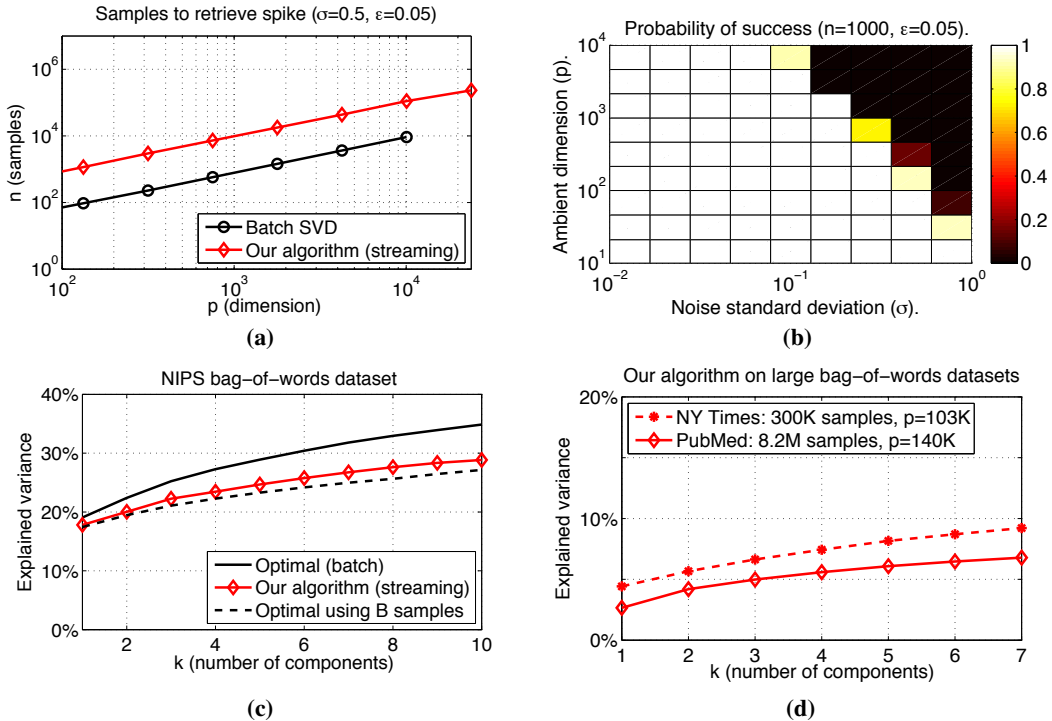 Samples to retrieve spike (σ=0.5, ε=0.05)
n (samples)
10^6
10^4
10^2
10^0
Batch SVD
Our algorithm (streaming)
10^2
10^3
10^4
p (dimension)
(a)
Probability of success (n=1000, ε=0.05).
Ambient dimension (p).
10^4
10^3
10^2
10^1
10^−2
10^−1
10^0
Noise standard deviation (σ).
1
0.8
0.6
0.4
0.2
0
(b)
NIPS bag−of−words dataset
Explained variance
40%
30%
20%
10%
0%
Optimal (batch)
Our algorithm (streaming)
Optimal using B samples
2
4
6
8
10
k (number of components)
(c)
Our algorithm on large bag−of−words datasets
Explained variance
20%
10%
0%
NY Times: 300K samples, p=103K
PubMed: 8.2M samples, p=140K
1
2
3
4
5
6
7
k (number of components)
(d)